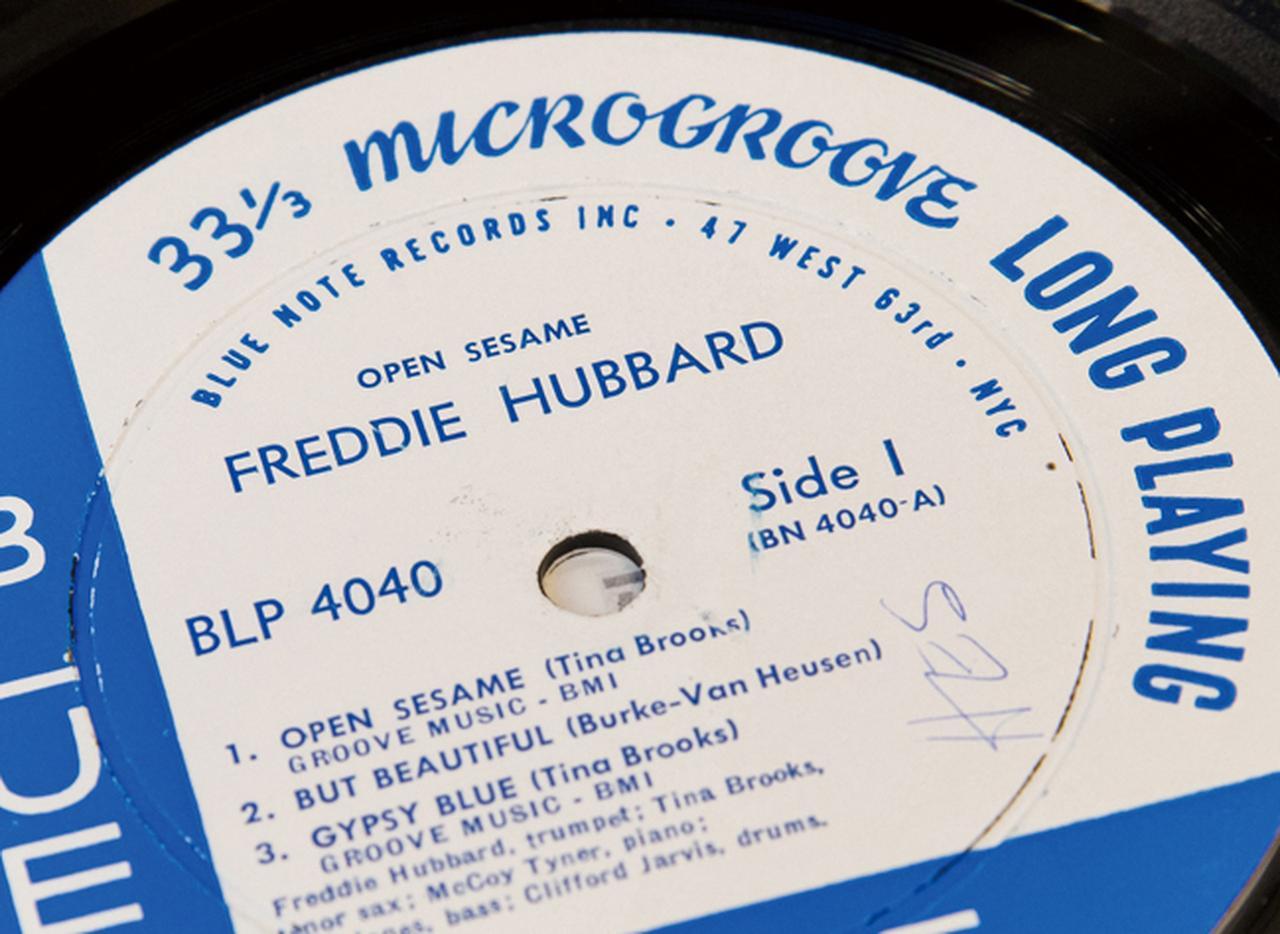 33⅓ MICROGROOVE LONG PLAYING
BLUE NOTE RECORDS INC · 47 WEST 63rd · NYC
OPEN SESAME
FREDDIE HUBBARD
Side 1
(BN 4040-A)
BLP 4040
1. OPEN SESAME (Tina Brooks)
GROOVE MUSIC - BMI
2. BUT BEAUTIFUL (Burke-Van Heusen)
3. GYPSY BLUE (Tina Brooks)
GROOVE MUSIC - BMI
Freddie Hubbard, trumpet; Tina Brooks,
tenor sax; McCoy Tyner, piano;
bass; Clifford Jarvis, drums.